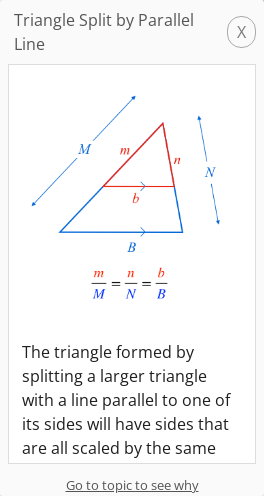 Triangle Split by Parallel
Line
X
M
m
n
N
b
B
m/M = n/N = b/B
The triangle formed by
splitting a larger triangle
with a line parallel to one of
its sides will have sides that
are all scaled by the same
Go to topic to see why